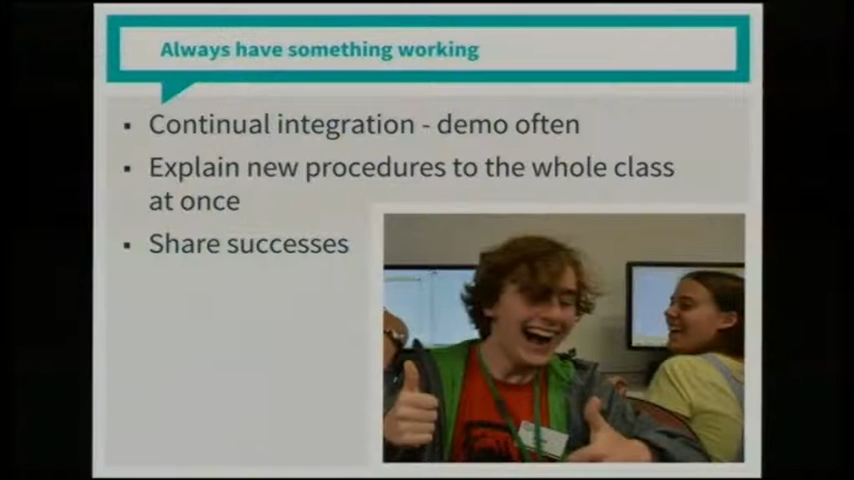 Always have something working
▪ Continual integration - demo often
▪ Explain new procedures to the whole class
at once
▪ Share successes